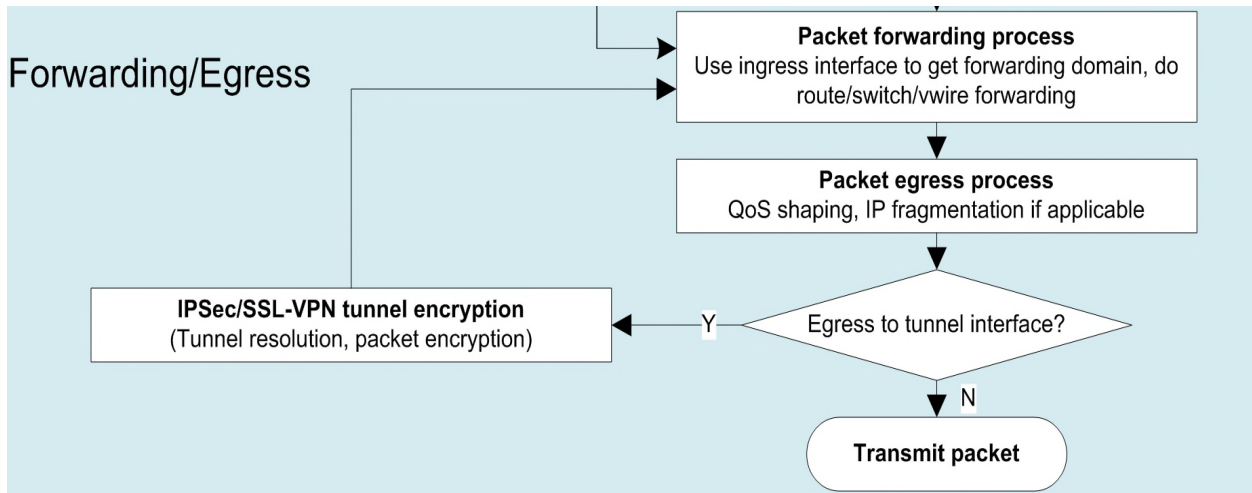 Forwarding/Egress
Packet forwarding process
Use ingress interface to get forwarding domain, do
route/switch/vwire forwarding
Packet egress process
QoS shaping, IP fragmentation if applicable
Egress to tunnel interface?
Y
IPSec/SSL-VPN tunnel encryption
(Tunnel resolution, packet encryption)
N
Transmit packet